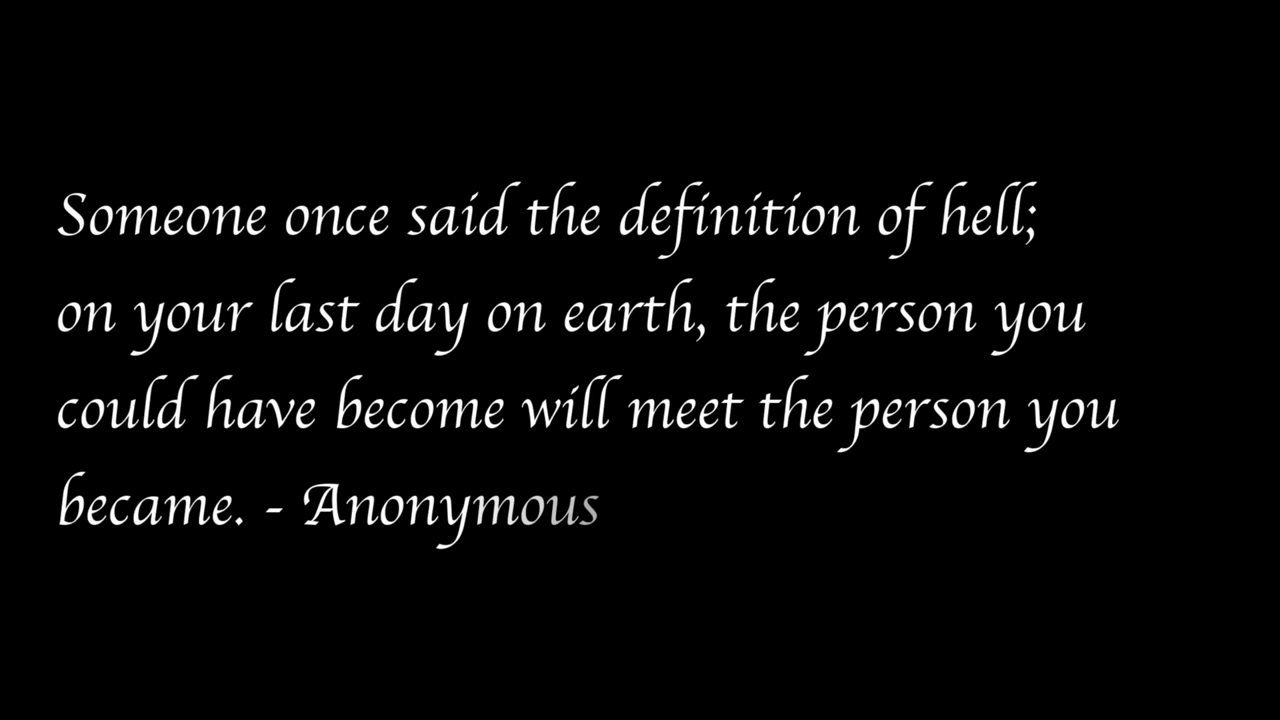 Someone once said the definition of hell;
on your last day on earth, the person you
could have become will meet the person you
became. - Anonymous